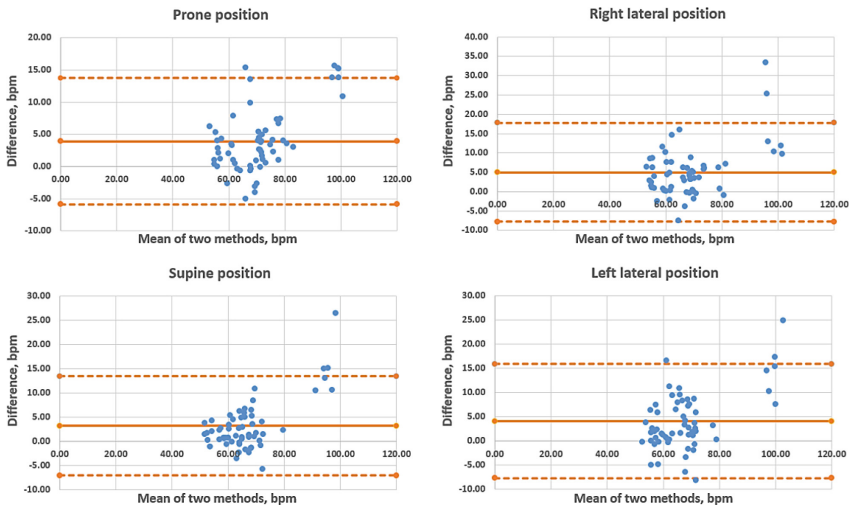 Prone position
20.00
15.00
10.00
5.00
0.00
-5.00
-10.00
0.00 20.00 40.00 60.00 80.00 100.00 120.00
Difference, bpm
Mean of two methods, bpm
Right lateral position
40.00
35.00
30.00
25.00
20.00
15.00
10.00
5.00
0.00
-5.00
-10.00
0.00 20.00 40.00 60.00 80.00 100.00 120.00
Difference, bpm
Mean of two methods, bpm
Supine position
30.00
25.00
20.00
15.00
10.00
5.00
0.00
-5.00
-10.00
0.00 20.00 40.00 60.00 80.00 100.00 120.00
Difference, bpm
Mean of two methods, bpm
Left lateral position
30.00
25.00
20.00
15.00
10.00
5.00
0.00
-5.00
-10.00
0.00 20.00 40.00 60.00 80.00 100.00 120.00
Difference, bpm
Mean of two methods, bpm